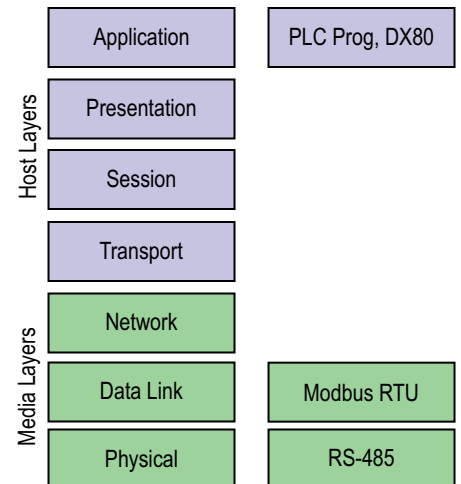 Application
PLC Prog, DX80
Presentation
Session
Transport
Network
Data Link
Modbus RTU
Physical
RS-485
Host Layers
Media Layers